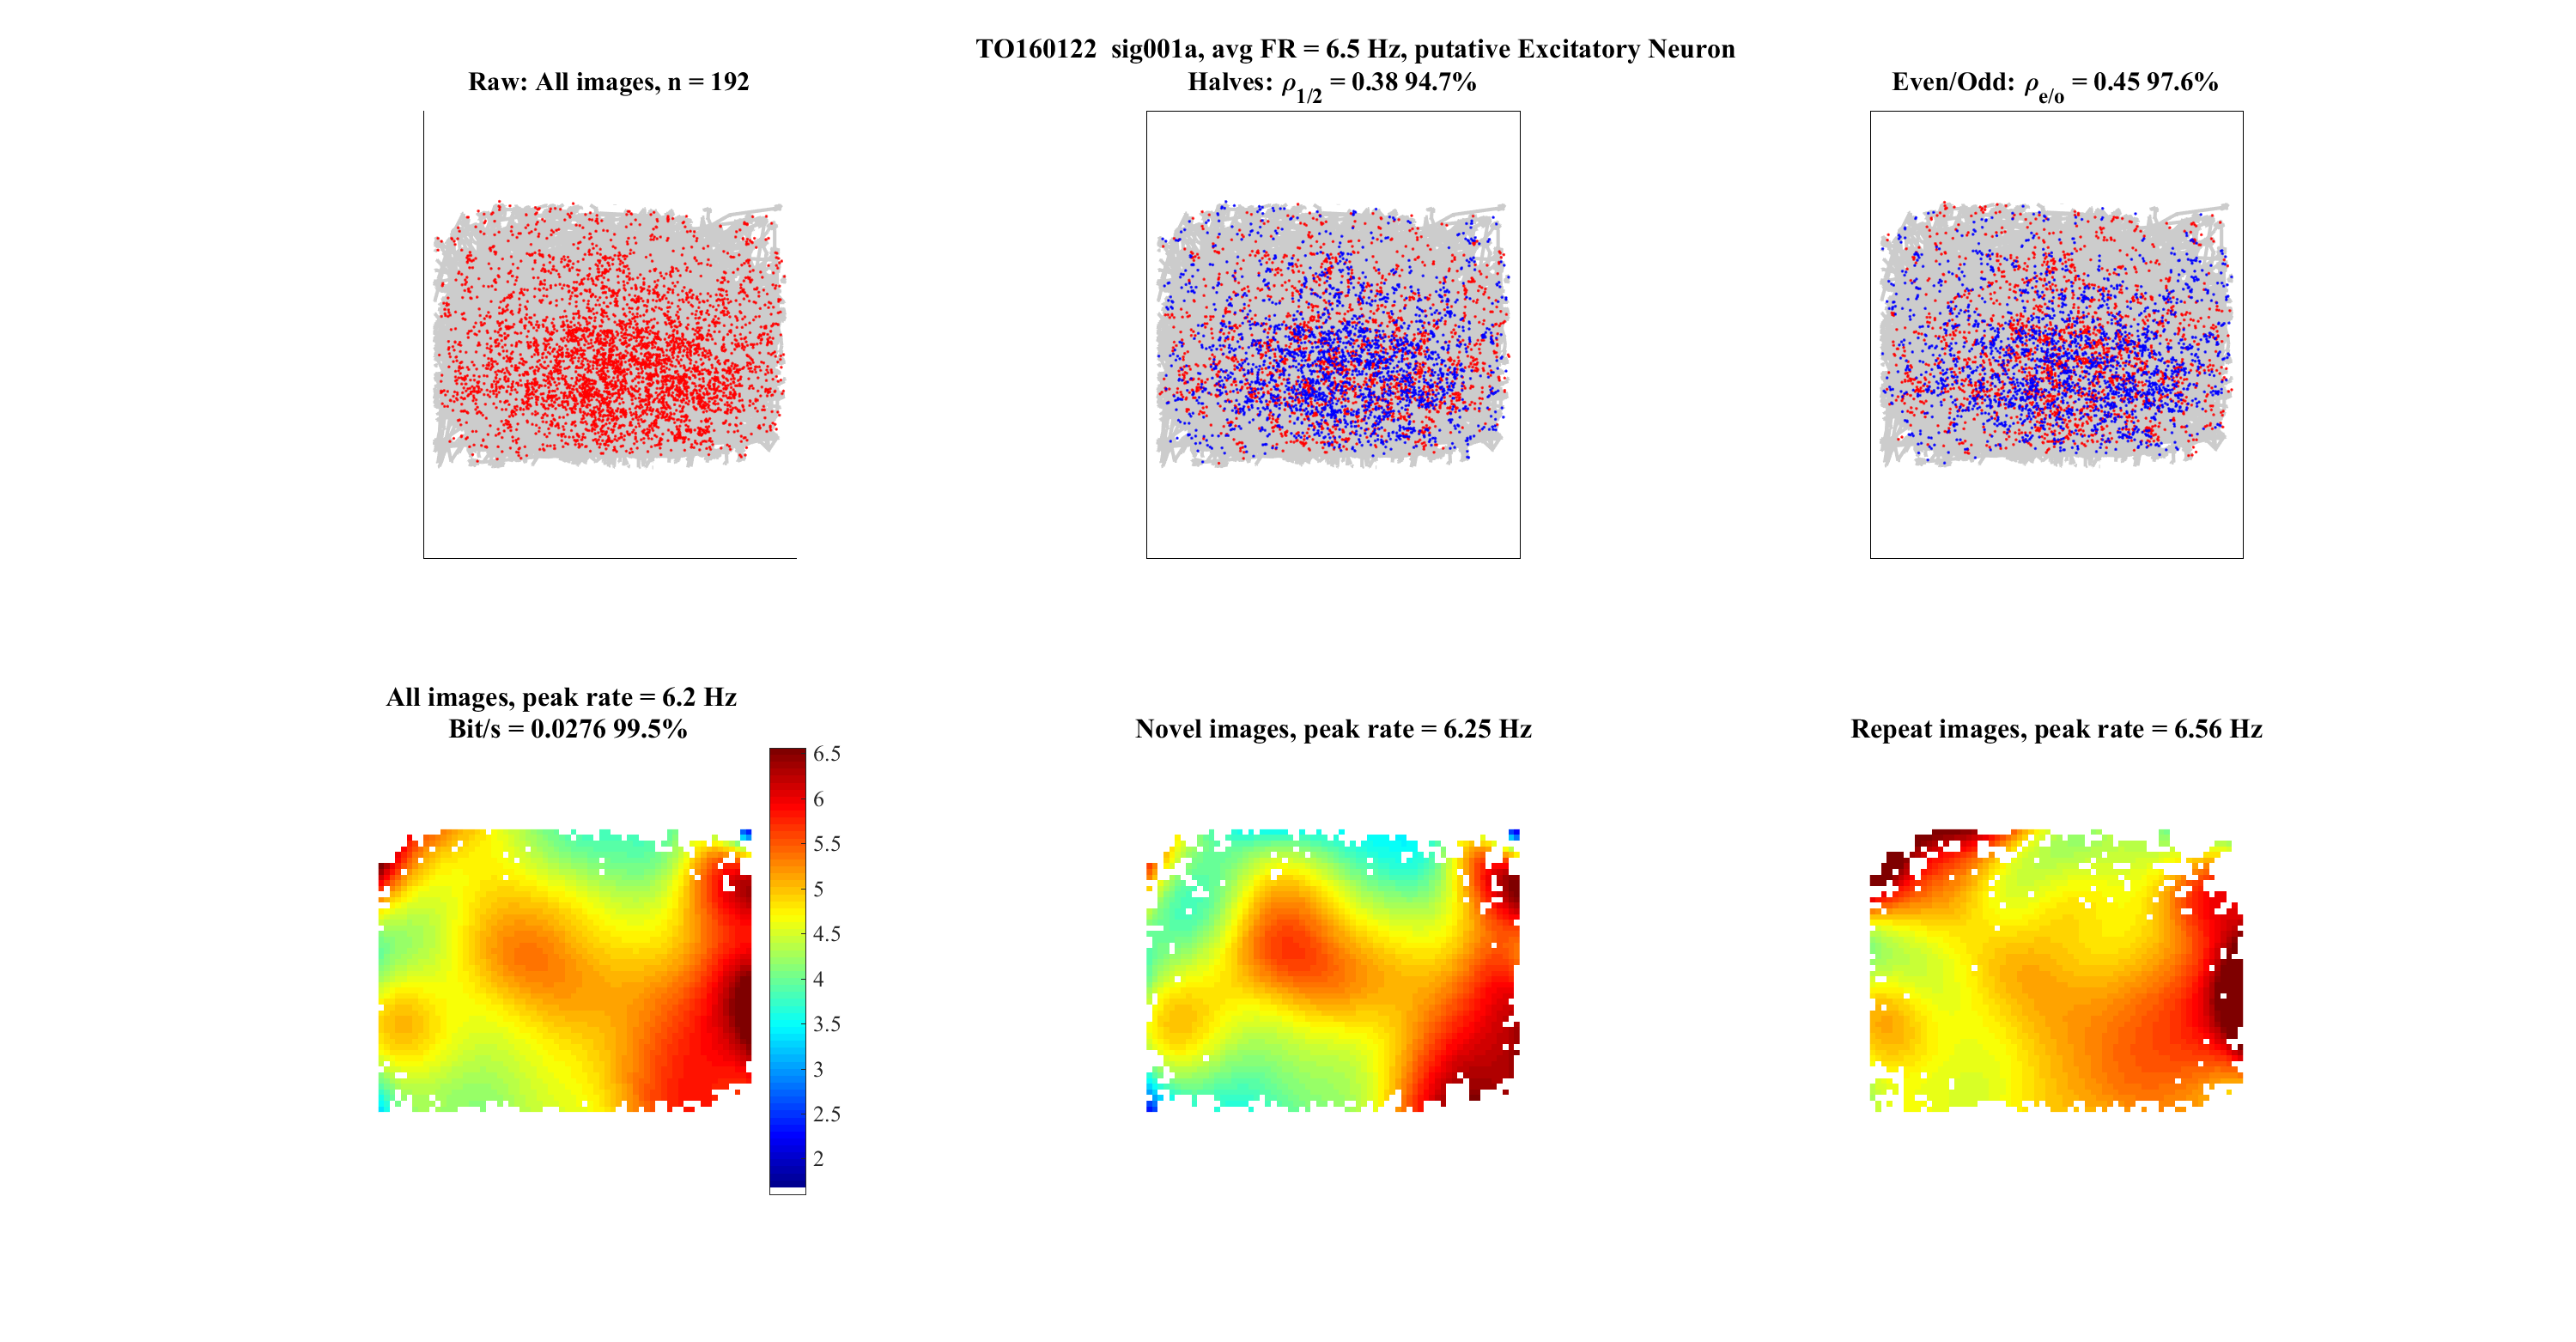 TO160122  sig001a, avg FR = 6.5 Hz, putative Excitatory Neuron
Raw: All images, n = 192
Halves: ρ1/2 = 0.38 94.7%
Even/Odd: ρe/o = 0.45 97.6%
All images, peak rate = 6.2 Hz
Bit/s = 0.0276 99.5%
Novel images, peak rate = 6.25 Hz
Repeat images, peak rate = 6.56 Hz
6.5
6
5.5
5
4.5
4
3.5
3
2.5
2